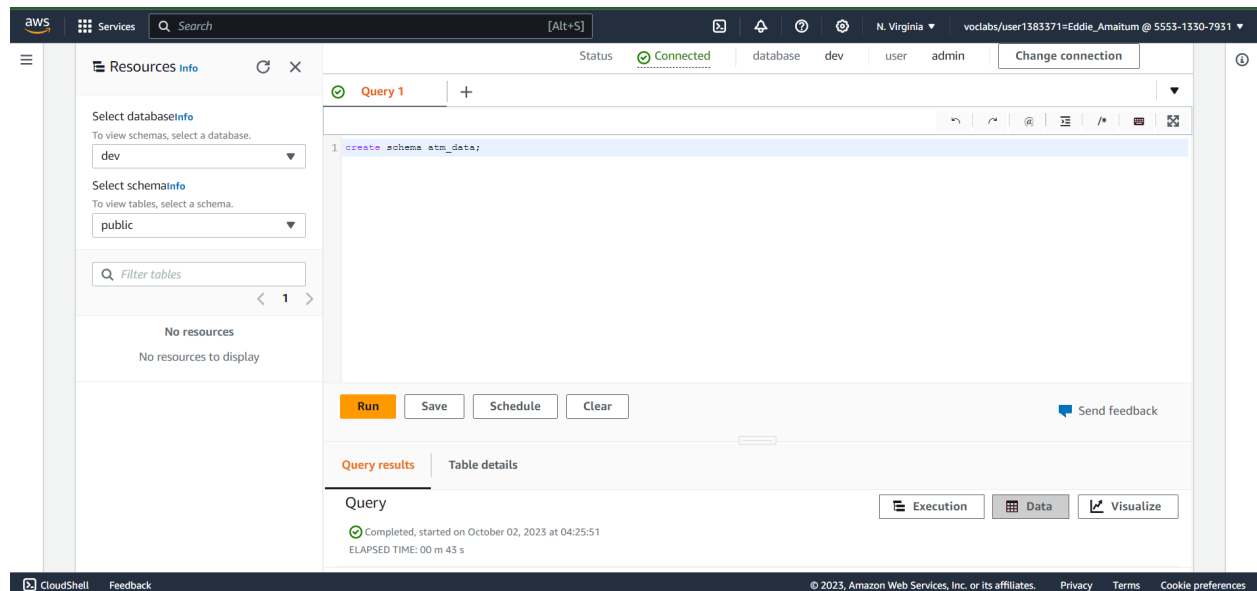 aws Services Search [Alt+S] N. Virginia voclabs/user1383371=Eddie_Amaitum @ 5553-1330-7931
Resources Info
Status Connected database dev user admin Change connection
Query 1
Select databaseInfo
To view schemas, select a database.
dev
Select schemaInfo
To view tables, select a schema.
public
Filter tables
1
No resources
No resources to display
@ /*
1 create schema atm_data;
Run Save Schedule Clear
Send feedback
Query results Table details
Query
Execution Data Visualize
Completed, started on October 02, 2023 at 04:25:51
ELAPSED TIME: 00 m 43 s
CloudShell Feedback © 2023, Amazon Web Services, Inc. or its affiliates. Privacy Terms Cookie preferences